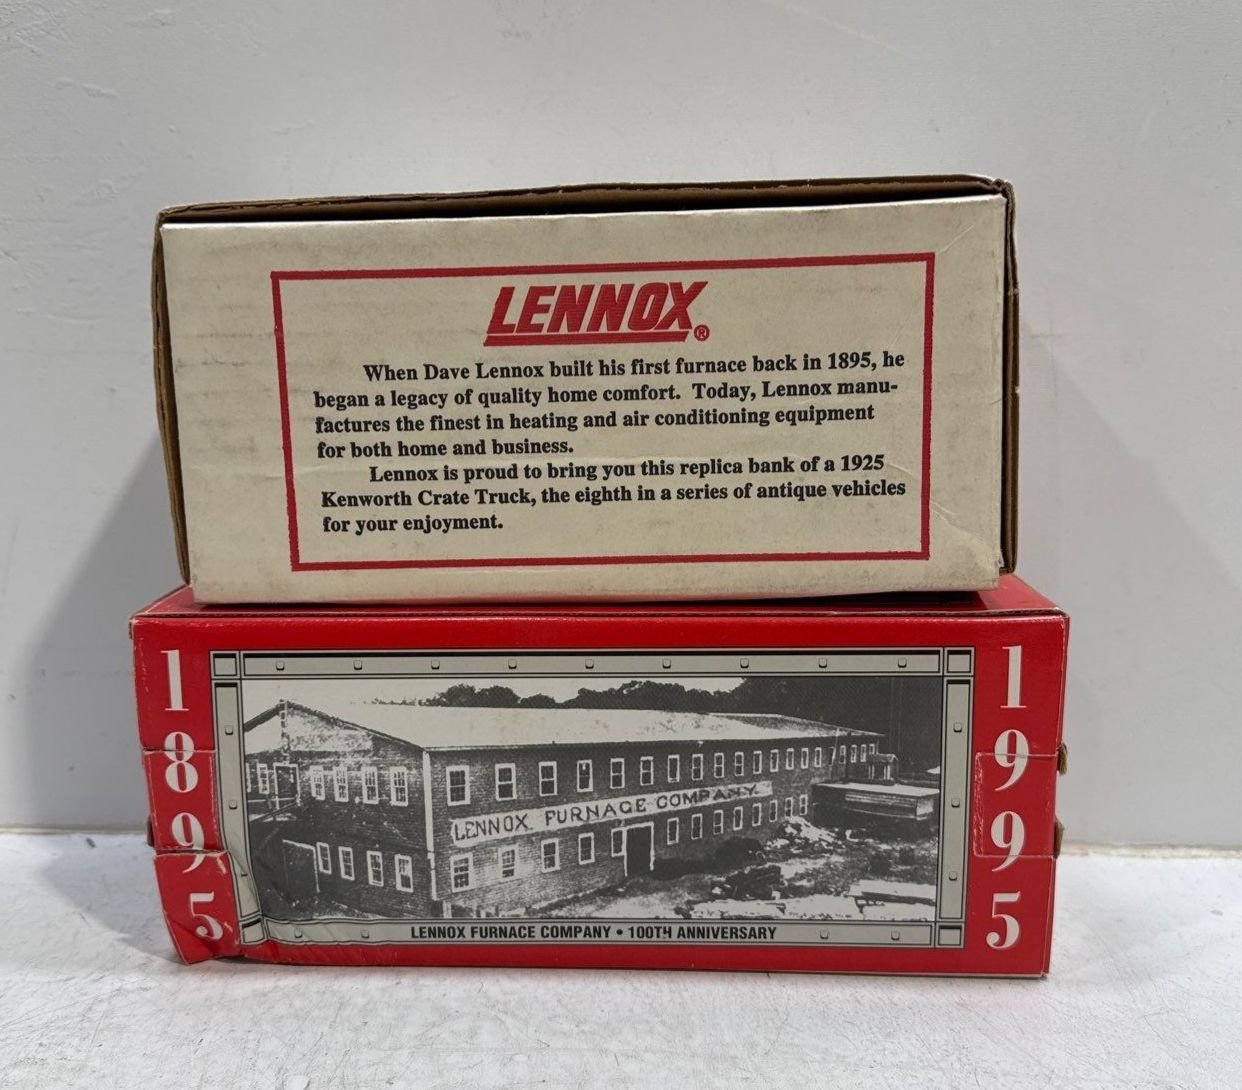 LENNOX®
When Dave Lennox built his first furnace back in 1895, he
began a legacy of quality home comfort. Today, Lennox manu-
factures the finest in heating and air conditioning equipment
for both home and business.
Lennox is proud to bring you this replica bank of a 1925
Kenworth Crate Truck, the eighth in a series of antique vehicles
for your enjoyment.
1895
LENNOX FURNACE COMPANY
LENNOX FURNACE COMPANY • 100TH ANNIVERSARY
1995